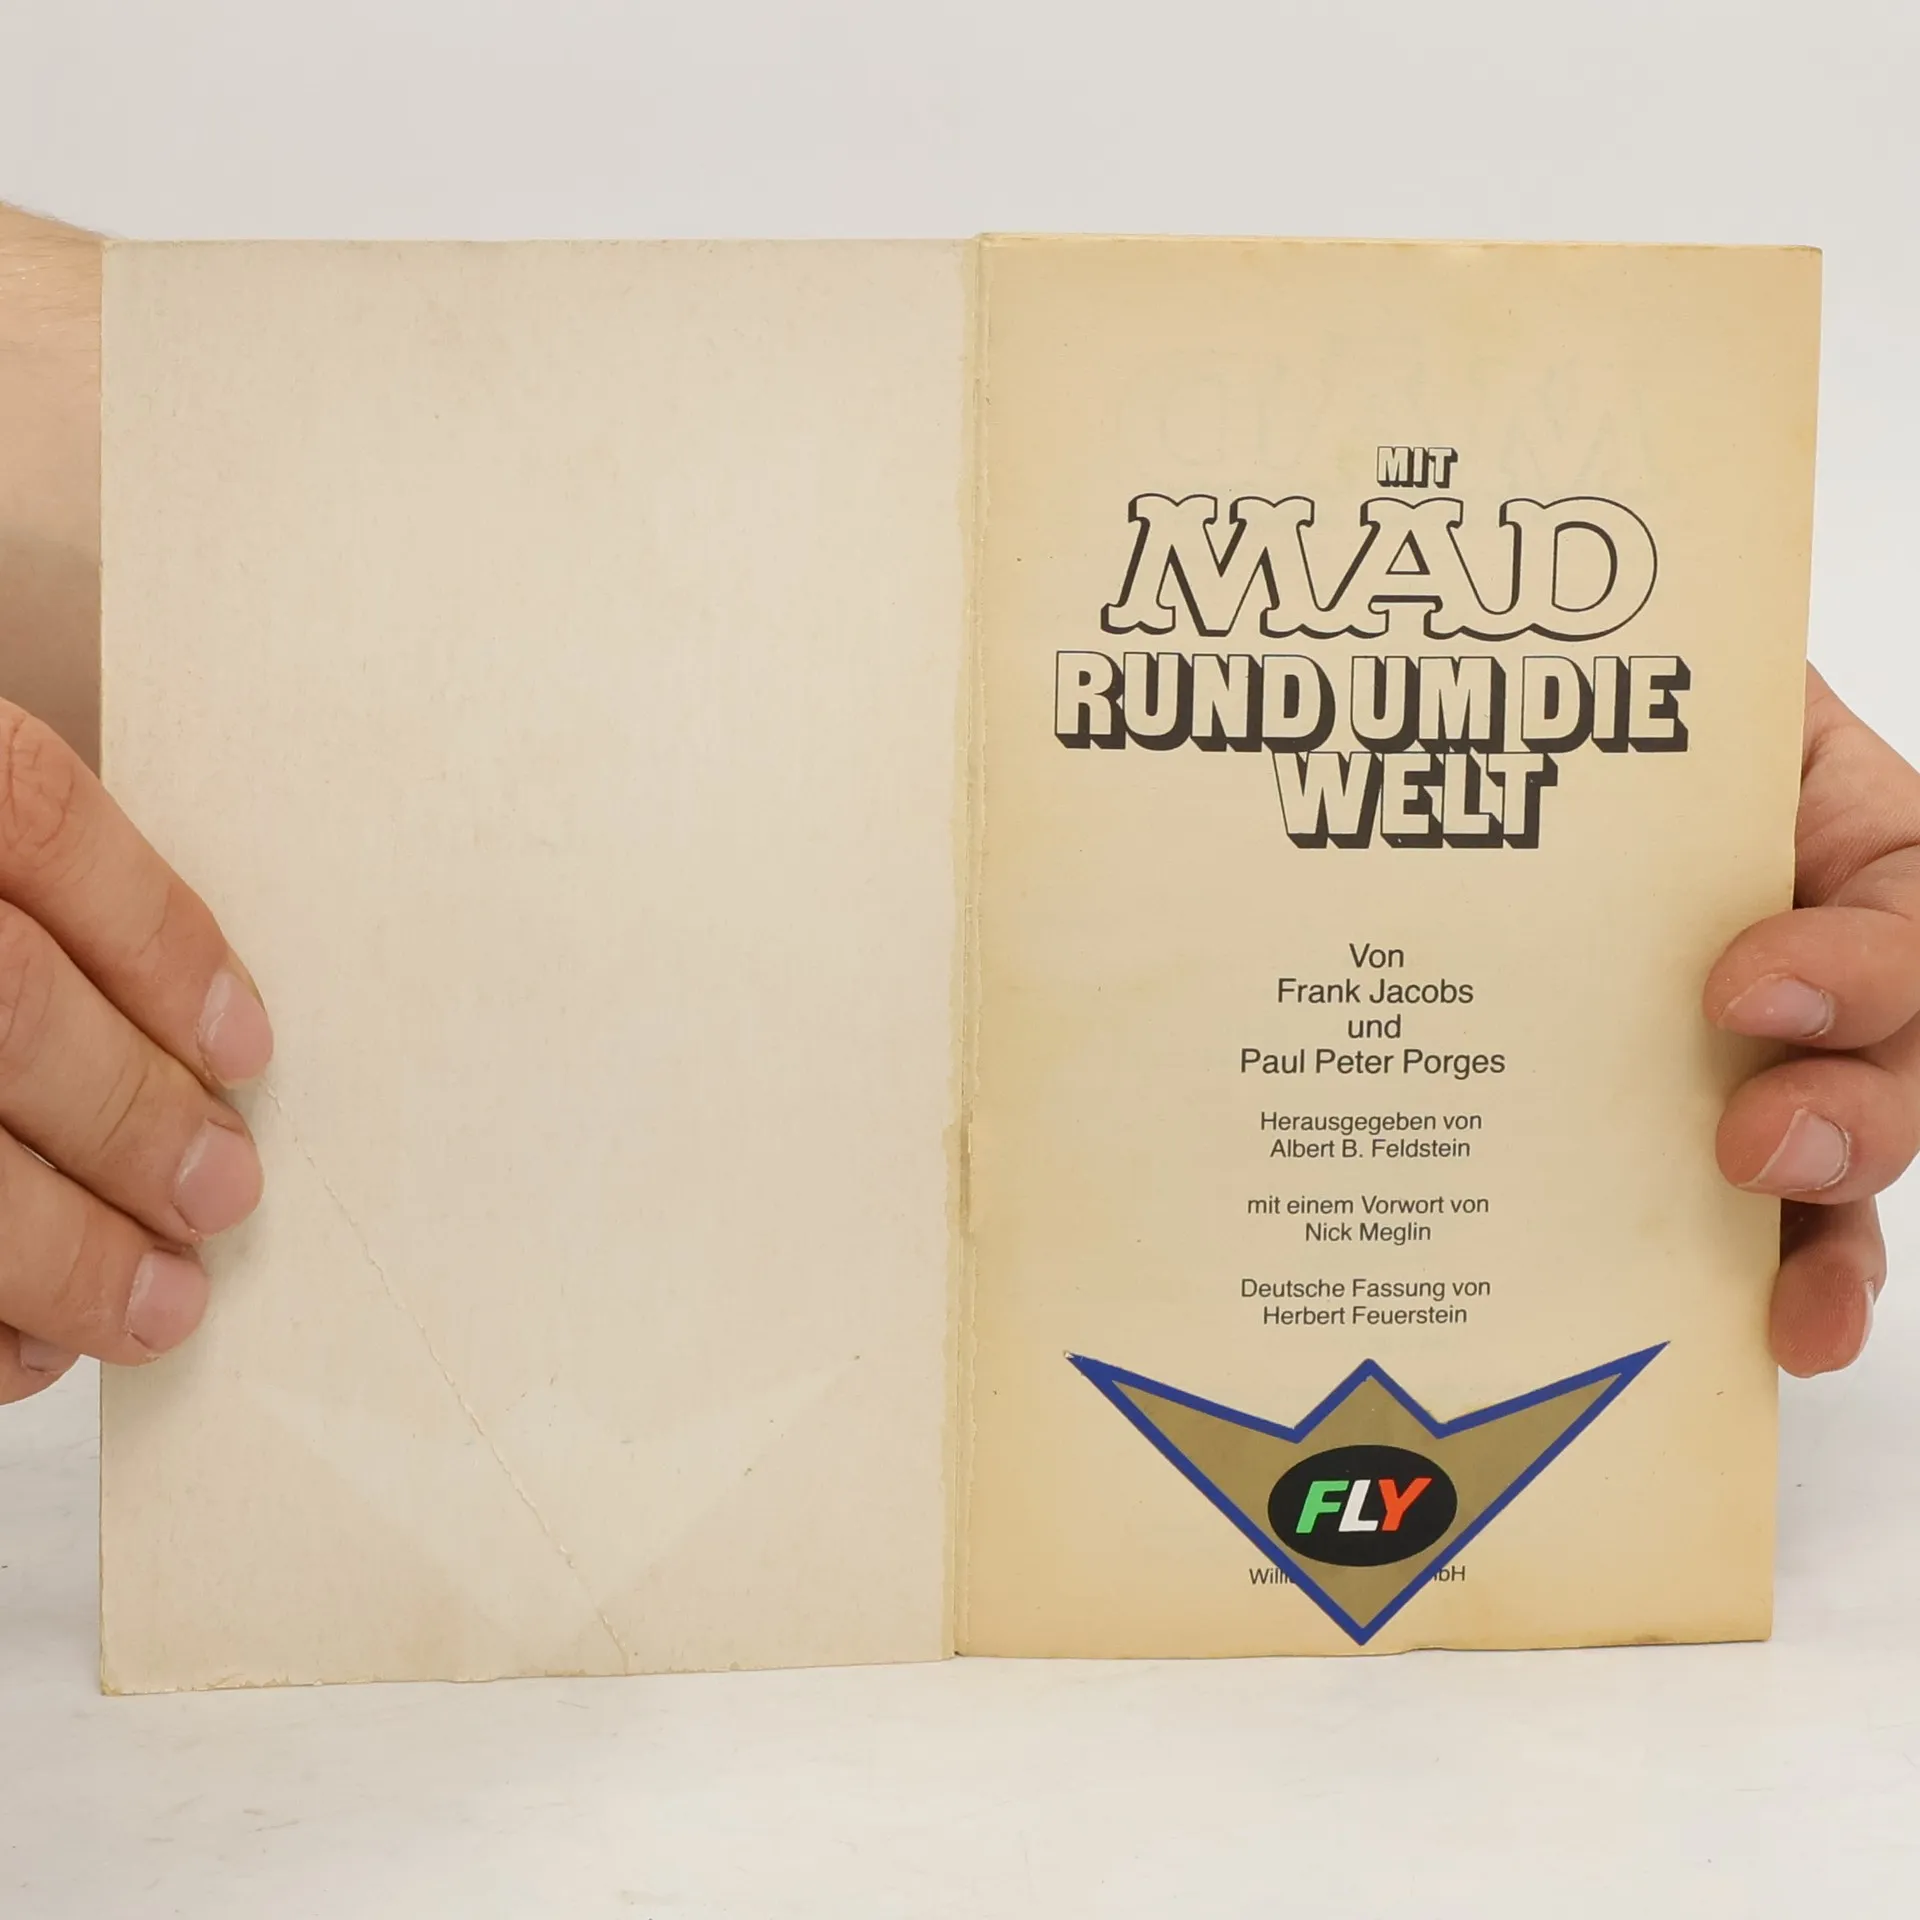 MIT
MAD
RUND UM DIE
WELT
Von
Frank Jacobs
und
Paul Peter Porges
Herausgegeben von
Albert B. Feldstein
mit einem Vorwort von
Nick Meglin
Deutsche Fassung von
Herbert Feuerstein
FLY